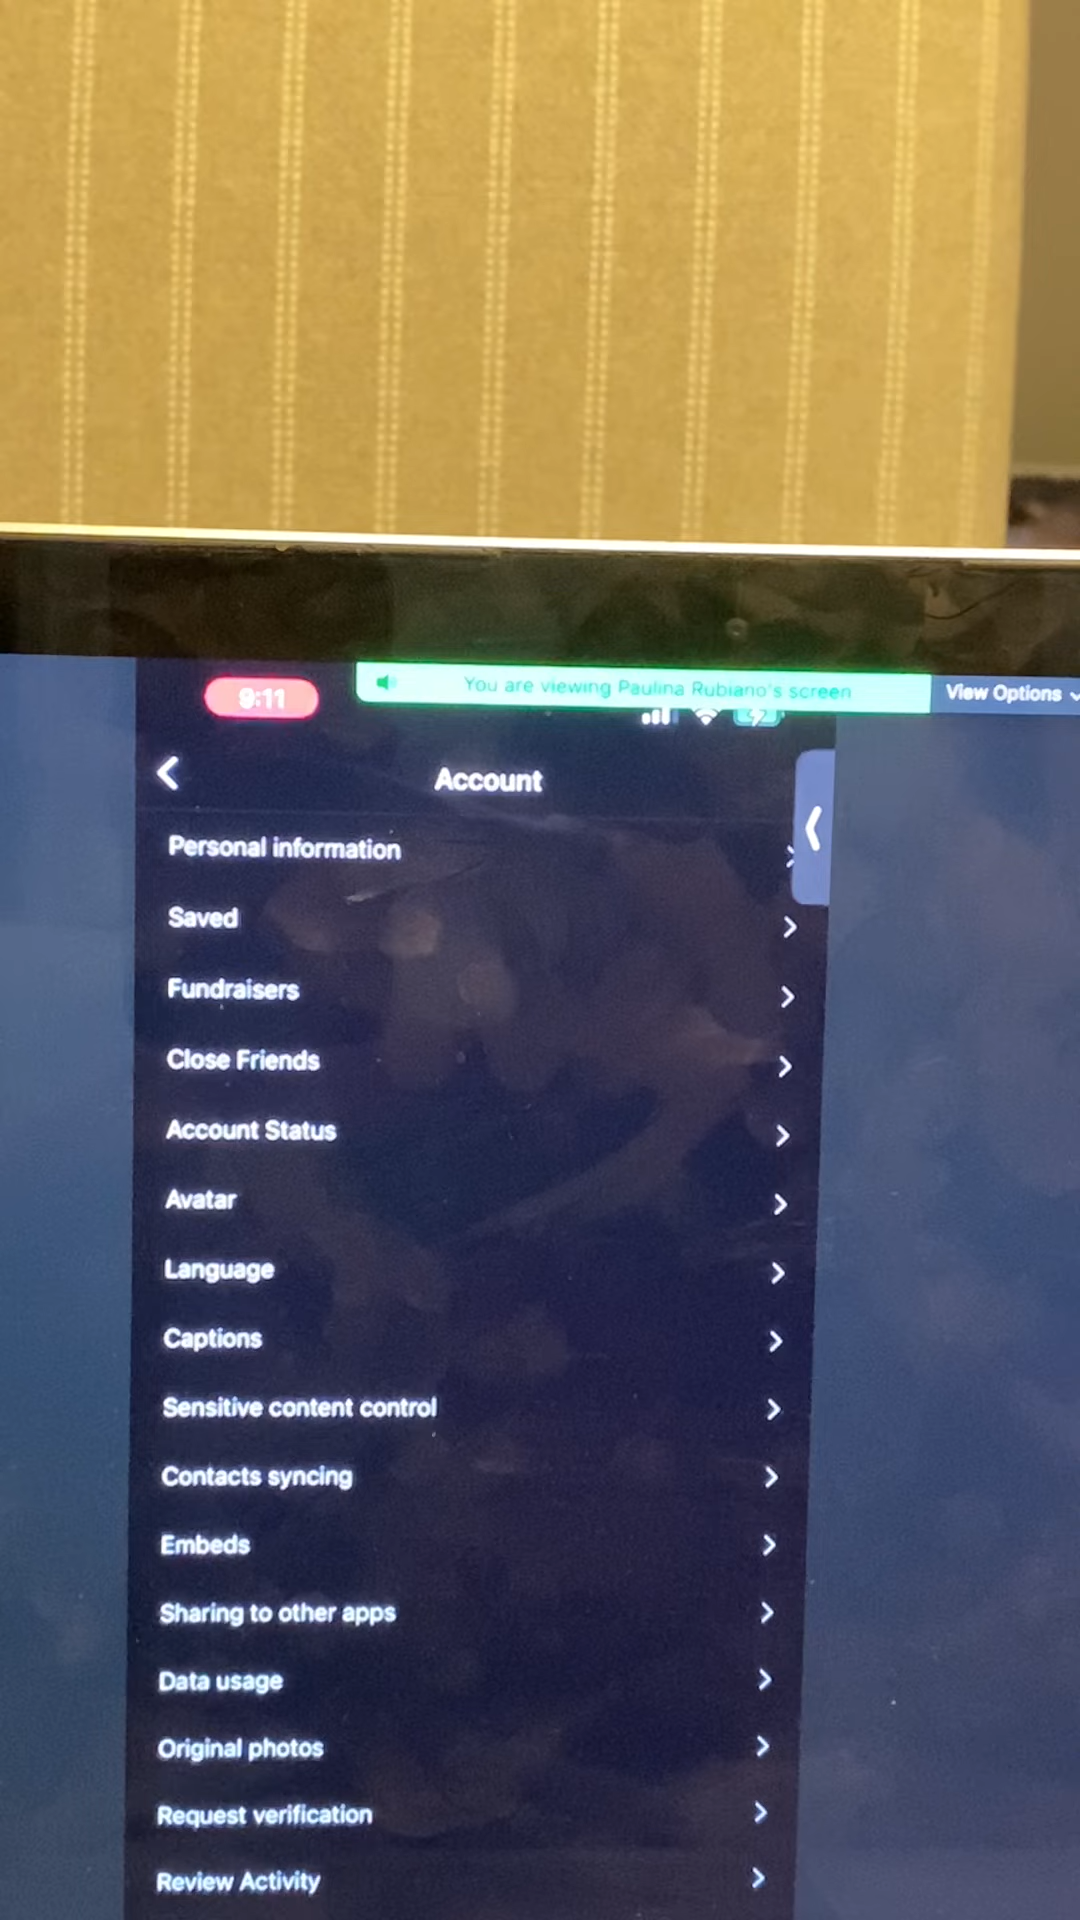 9:11
You are viewing Paulina Rubiano's screen
View Options
Account
Personal information
Saved
Fundraisers
Close Friends
Account Status
Avatar
Language
Captions
Sensitive content control
Contacts syncing
Embeds
Sharing to other apps
Data usage
Original photos
Request verification
Review Activity